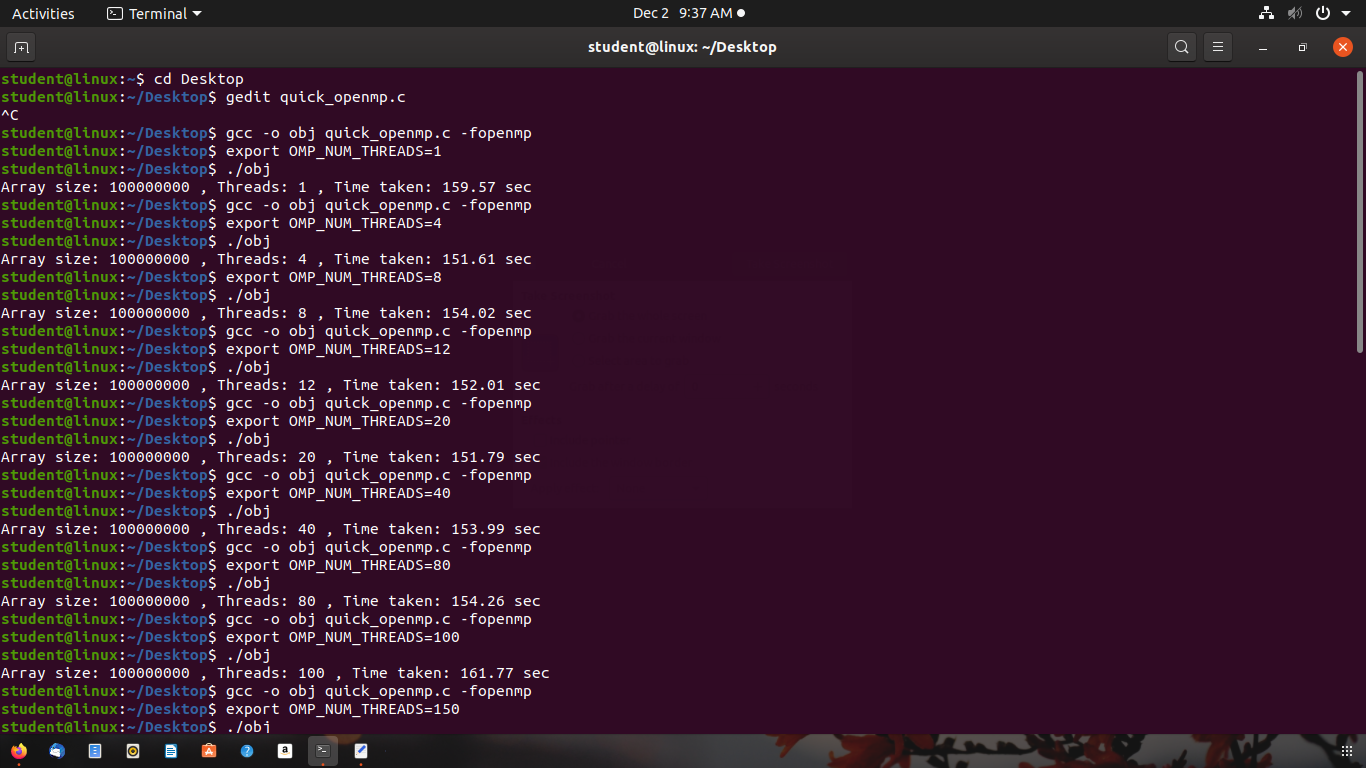 Activities Terminal Dec 2 9:37 AM
student@linux: ~/Desktop
student@linux:~$ cd Desktop
student@linux:~/Desktop$ gedit quick_openmp.c
^C
student@linux:~/Desktop$ gcc -o obj quick_openmp.c -fopenmp
student@linux:~/Desktop$ export OMP_NUM_THREADS=1
student@linux:~/Desktop$ ./obj
Array size: 100000000 , Threads: 1 , Time taken: 159.57 sec
student@linux:~/Desktop$ gcc -o obj quick_openmp.c -fopenmp
student@linux:~/Desktop$ export OMP_NUM_THREADS=4
student@linux:~/Desktop$ ./obj
Array size: 100000000 , Threads: 4 , Time taken: 151.61 sec
student@linux:~/Desktop$ export OMP_NUM_THREADS=8
student@linux:~/Desktop$ ./obj
Array size: 100000000 , Threads: 8 , Time taken: 154.02 sec
student@linux:~/Desktop$ gcc -o obj quick_openmp.c -fopenmp
student@linux:~/Desktop$ export OMP_NUM_THREADS=12
student@linux:~/Desktop$ ./obj
Array size: 100000000 , Threads: 12 , Time taken: 152.01 sec
student@linux:~/Desktop$ gcc -o obj quick_openmp.c -fopenmp
student@linux:~/Desktop$ export OMP_NUM_THREADS=20
student@linux:~/Desktop$ ./obj
Array size: 100000000 , Threads: 20 , Time taken: 151.79 sec
student@linux:~/Desktop$ gcc -o obj quick_openmp.c -fopenmp
student@linux:~/Desktop$ export OMP_NUM_THREADS=40
student@linux:~/Desktop$ ./obj
Array size: 100000000 , Threads: 40 , Time taken: 153.99 sec
student@linux:~/Desktop$ gcc -o obj quick_openmp.c -fopenmp
student@linux:~/Desktop$ export OMP_NUM_THREADS=80
student@linux:~/Desktop$ ./obj
Array size: 100000000 , Threads: 80 , Time taken: 154.26 sec
student@linux:~/Desktop$ gcc -o obj quick_openmp.c -fopenmp
student@linux:~/Desktop$ export OMP_NUM_THREADS=100
student@linux:~/Desktop$ ./obj
Array size: 100000000 , Threads: 100 , Time taken: 161.77 sec
student@linux:~/Desktop$ gcc -o obj quick_openmp.c -fopenmp
student@linux:~/Desktop$ export OMP_NUM_THREADS=150
student@linux:~/Desktop$ ./obj